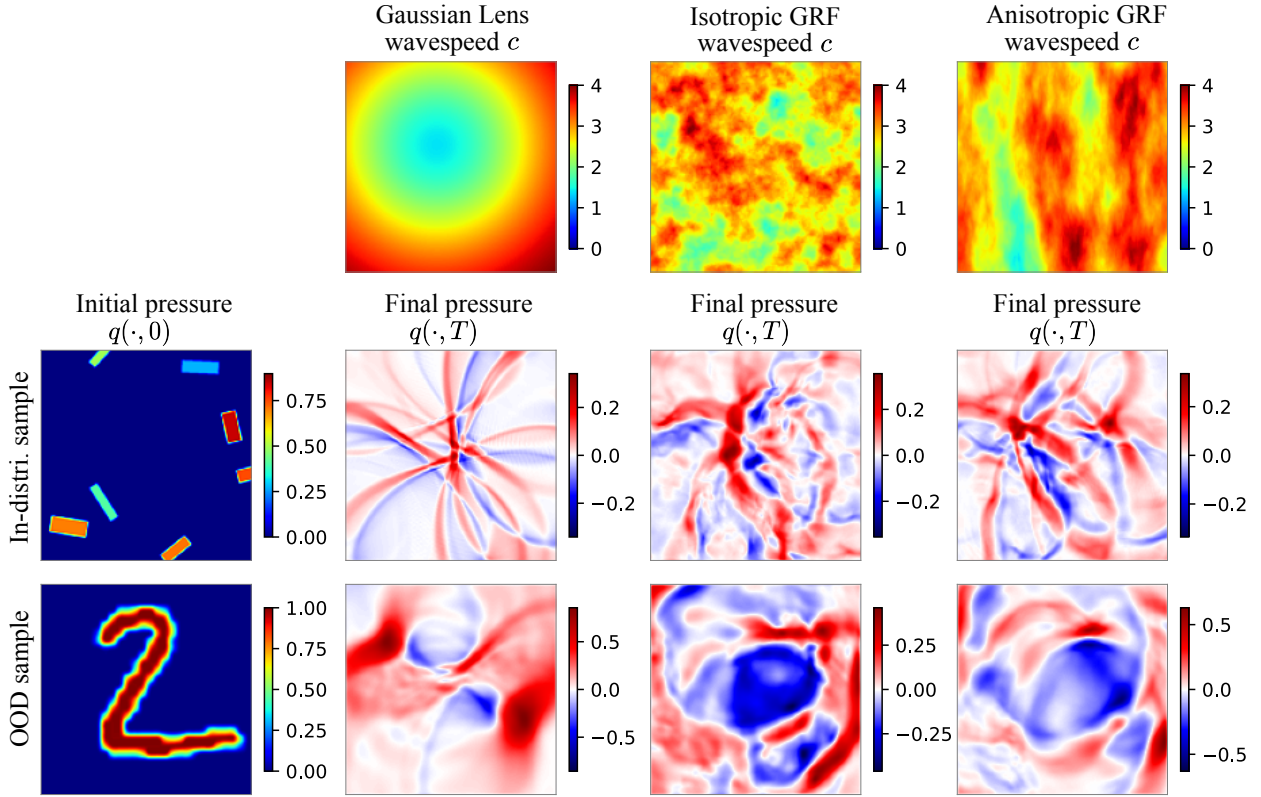 Gaussian Lens
wavespeed c
Isotropic GRF
wavespeed c
Anisotropic GRF
wavespeed c
4
3
2
1
0
4
3
2
1
0
4
3
2
1
0
Initial pressure
q(·, 0)
Final pressure
q(·, T)
Final pressure
q(·, T)
Final pressure
q(·, T)
In-distri. sample
0.75
0.50
0.25
0.00
0.2
0.0
−0.2
0.2
0.0
−0.2
0.2
0.0
−0.2
OOD sample
1.00
0.75
0.50
0.25
0.00
0.5
0.0
−0.5
0.25
0.00
−0.25
0.5
0.0
−0.5
2